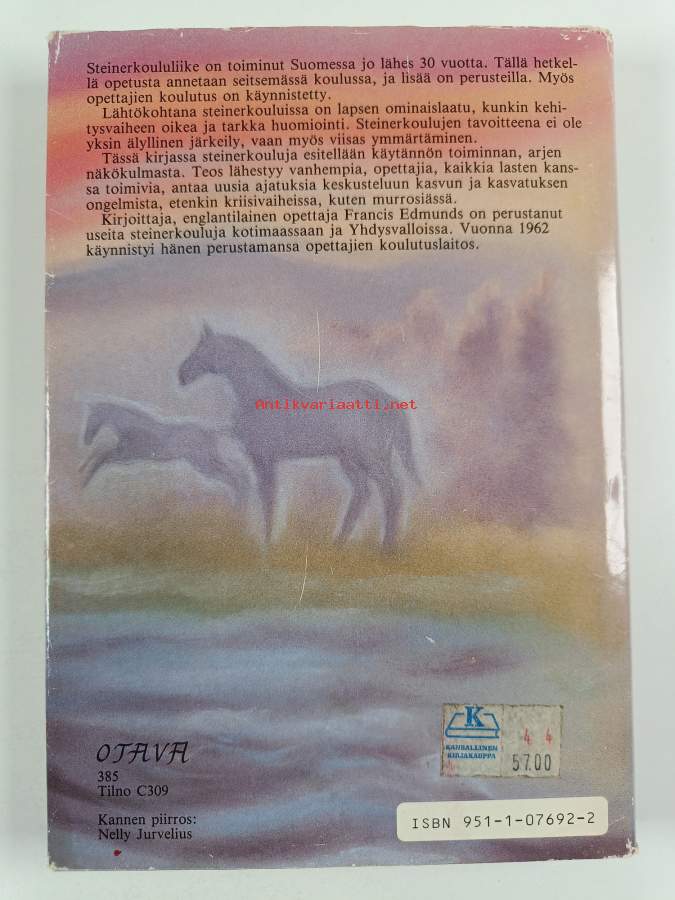 Steinerkoululiike on toiminut Suomessa jo lähes 30 vuotta. Tällä hetkel-
lä opetusta annetaan seitsemässä koulussa, ja lisää on perusteilla. Myös
opettajien koulutus on käynnistetty.
Lähtökohtana steinerkouluissa on lapsen ominaislaatu, kunkin kehi-
tysvaiheen oikea ja tarkka huomiointi. Steinerkoulujen tavoitteena ei ole
yksin älyllinen järkeily, vaan myös viisas ymmärtäminen.
Tässä kirjassa steinerkouluja esitellään käytännön toiminnan, arjen
näkökulmasta. Teos lähestyy vanhempia, opettajia, kaikkia lasten kans-
sa toimivia, antaa uusia ajatuksia keskusteluun kasvun ja kasvatuksen
ongelmista, etenkin kriisivaiheissa, kuten murrosiässä.
Kirjoittaja, englantilainen opettaja Francis Edmunds on perustanut
useita steinerkouluja kotimaassaan ja Yhdysvalloissa. Vuonna 1962
käynnistyi hänen perustamansa opettajien koulutuslaitos.
Antikvariaatti.net
OTAVA
385
Tilno C309
Kannen piirros:
Nelly Jurvelius
K
KANSALLINEN
KIRJAKAUPPA
4 4
57.00
ISBN 951-1-07692-2